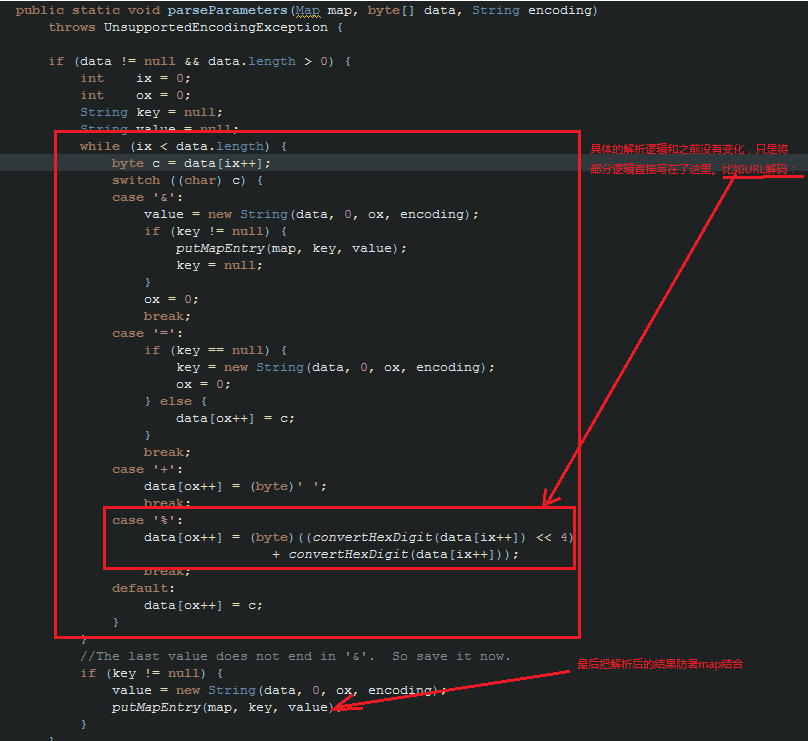 public static void parseParameters(Map map, byte[] data, String encoding)
throws UnsupportedEncodingException {
if (data != null && data.length > 0) {
int    ix = 0;
int    ox = 0;
String key = null;
String value = null;
while (ix < data.length) {
byte c = data[ix++];
switch ((char) c) {
case '&':
value = new String(data, 0, ox, encoding);
if (key != null) {
putMapEntry(map, key, value);
key = null;
}
ox = 0;
break;
case '=':
if (key == null) {
key = new String(data, 0, ox, encoding);
ox = 0;
} else {
data[ox++] = c;
}
break;
case '+':
data[ox++] = (byte)' ';
break;
case '%':
data[ox++] = (byte)((convertHexDigit(data[ix++]) << 4)
+ convertHexDigit(data[ix++]));
break;
default:
data[ox++] = c;
}
}
//The last value does not end in '&'.  So save it now.
if (key != null) {
value = new String(data, 0, ox, encoding);
putMapEntry(map, key, value)
}
}
具体的解析逻辑和之前没有变化，只是将
部分逻辑直接写在了这里。比如URL解码：
最后把解析后的结果防署map结合